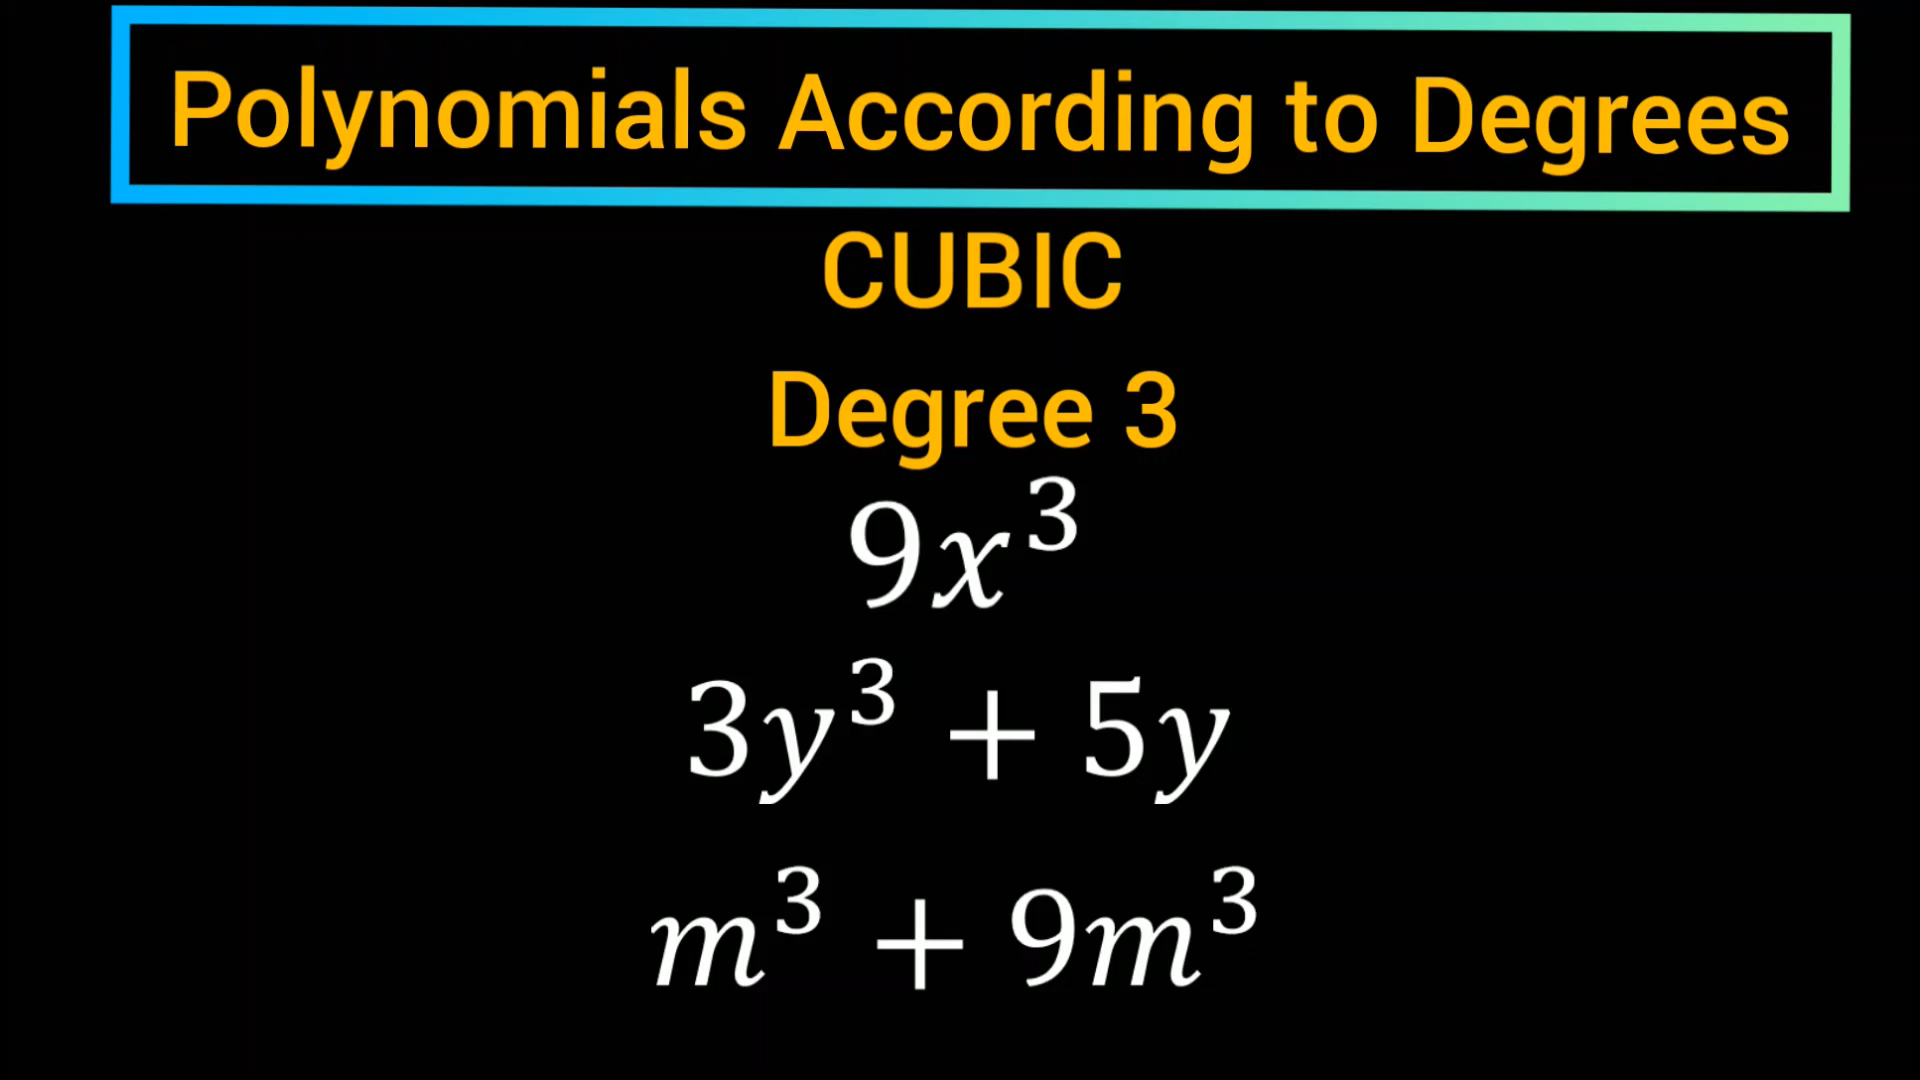 Polynomials According to Degrees
CUBIC
Degree 3
9x³
3y³ + 5y
m³ + 9m³